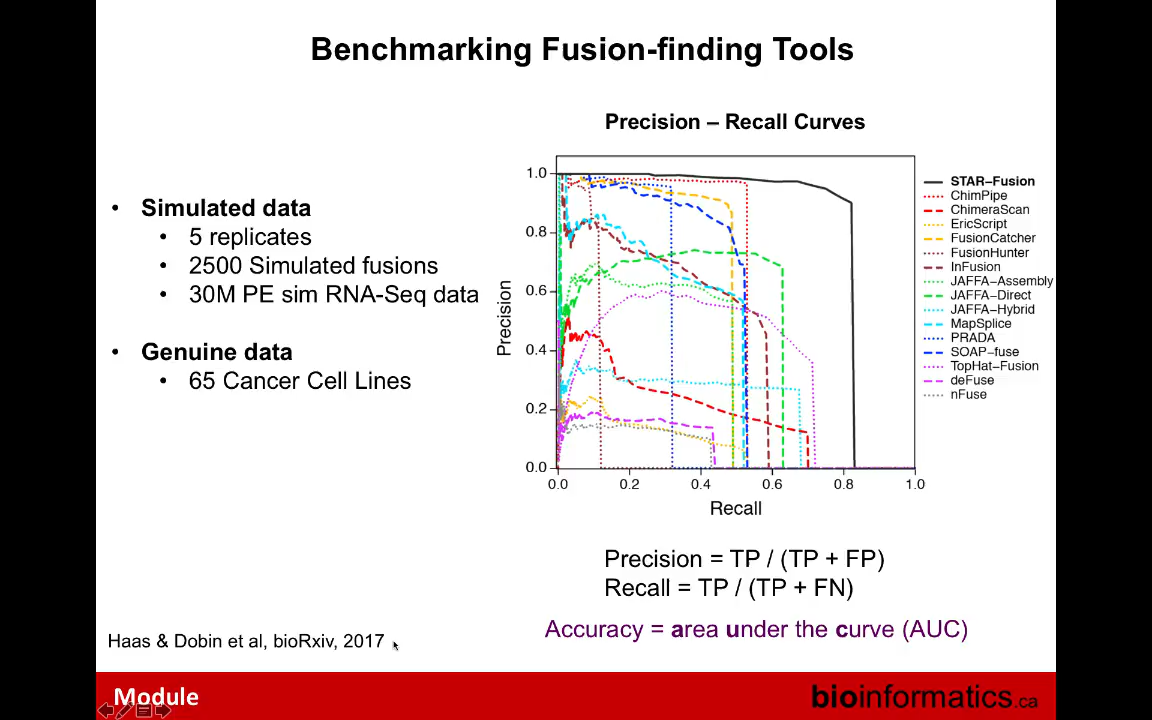 Benchmarking Fusion-finding Tools
• Simulated data
• 5 replicates
• 2500 Simulated fusions
• 30M PE sim RNA-Seq data
• Genuine data
• 65 Cancer Cell Lines
Precision – Recall Curves
Precision
1.0
0.8
0.6
0.4
0.2
0.0
0.0 0.2 0.4 0.6 0.8 1.0
Recall
STAR−Fusion
ChimPipe
ChimeraScan
EricScript
FusionCatcher
FusionHunter
InFusion
JAFFA−Assembly
JAFFA−Direct
JAFFA−Hybrid
MapSplice
PRADA
SOAP−fuse
TopHat−Fusion
deFuse
nFuse
Precision = TP / (TP + FP)
Recall = TP / (TP + FN)
Accuracy = area under the curve (AUC)
Haas & Dobin et al, bioRxiv, 2017
Module
bioinformatics.ca